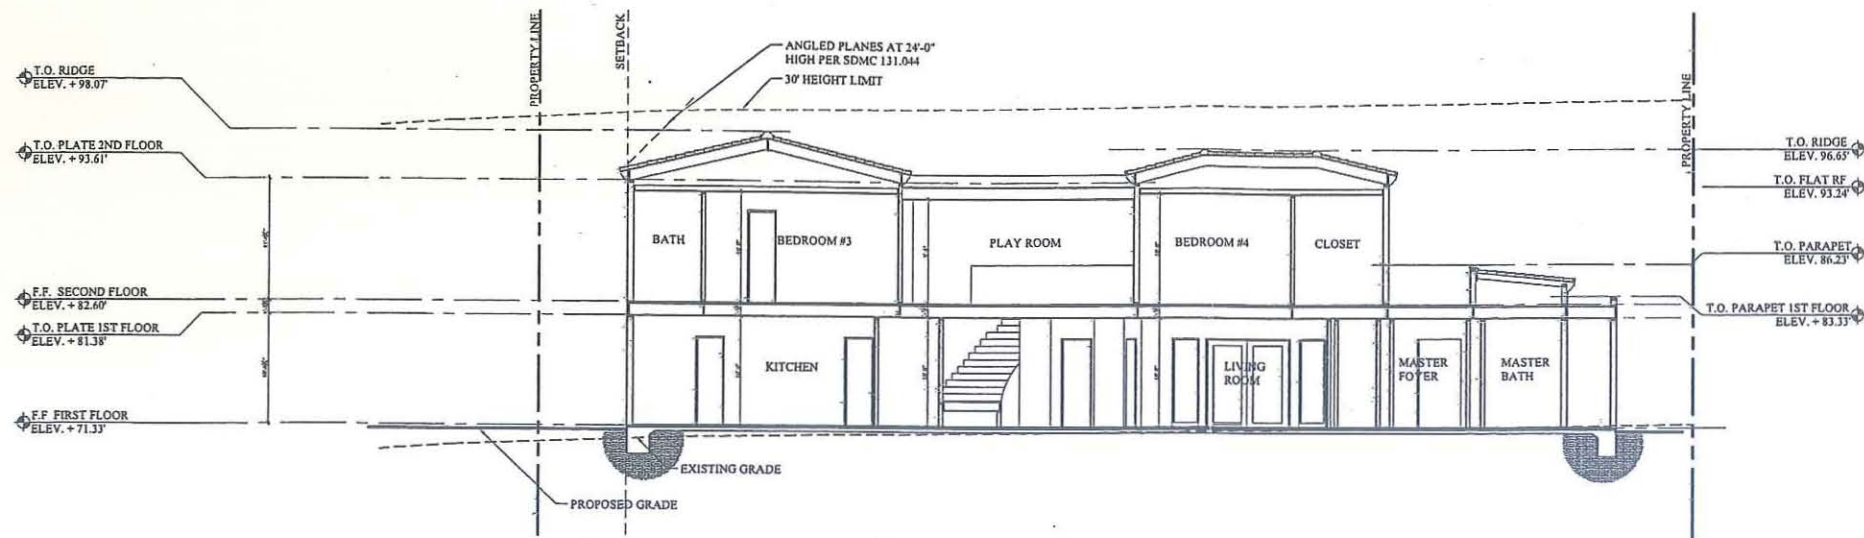 T.O. RIDGE
ELEV. + 98.07'
T.O. PLATE 2ND FLOOR
ELEV. + 93.61'
F.F. SECOND FLOOR
ELEV. + 82.60'
T.O. PLATE 1ST FLOOR
ELEV. + 81.38'
F.F FIRST FLOOR
ELEV. + 71.33'
PROPERTY LINE
SETBACK
ANGLED PLANES AT 24'-0"
HIGH PER SDMC 131.044
30' HEIGHT LIMIT
BATH
BEDROOM #3
PLAY ROOM
BEDROOM #4
CLOSET
KITCHEN
LIVING
ROOM
MASTER
FOYER
MASTER
BATH
EXISTING GRADE
PROPOSED GRADE
PROPERTY LINE
T.O. RIDGE
ELEV. 96.65'
T.O. FLAT RF
ELEV. 93.24'
T.O. PARAPET
ELEV. 86.23'
T.O. PARAPET 1ST FLOOR
ELEV. + 83.33'